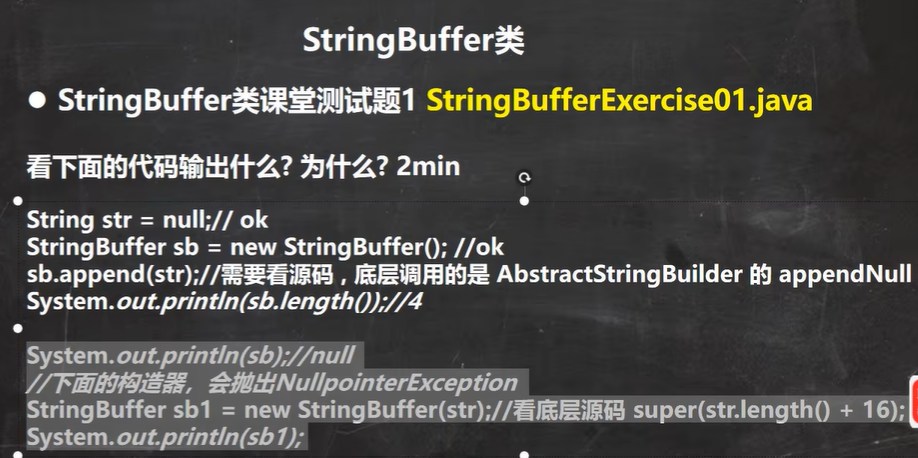 StringBuffer类
● StringBuffer类课堂测试题1 StringBufferExercise01.java
看下面的代码输出什么? 为什么? 2min
String str = null;// ok
StringBuffer sb = new StringBuffer(); //ok
sb.append(str);//需要看源码，底层调用的是 AbstractStringBuilder 的 appendNull
System.out.println(sb.length());//4
System.out.println(sb);//null
//下面的构造器，会抛出NullpointerException
StringBuffer sb1 = new StringBuffer(str);//看底层源码 super(str.length() + 16);
System.out.println(sb1);